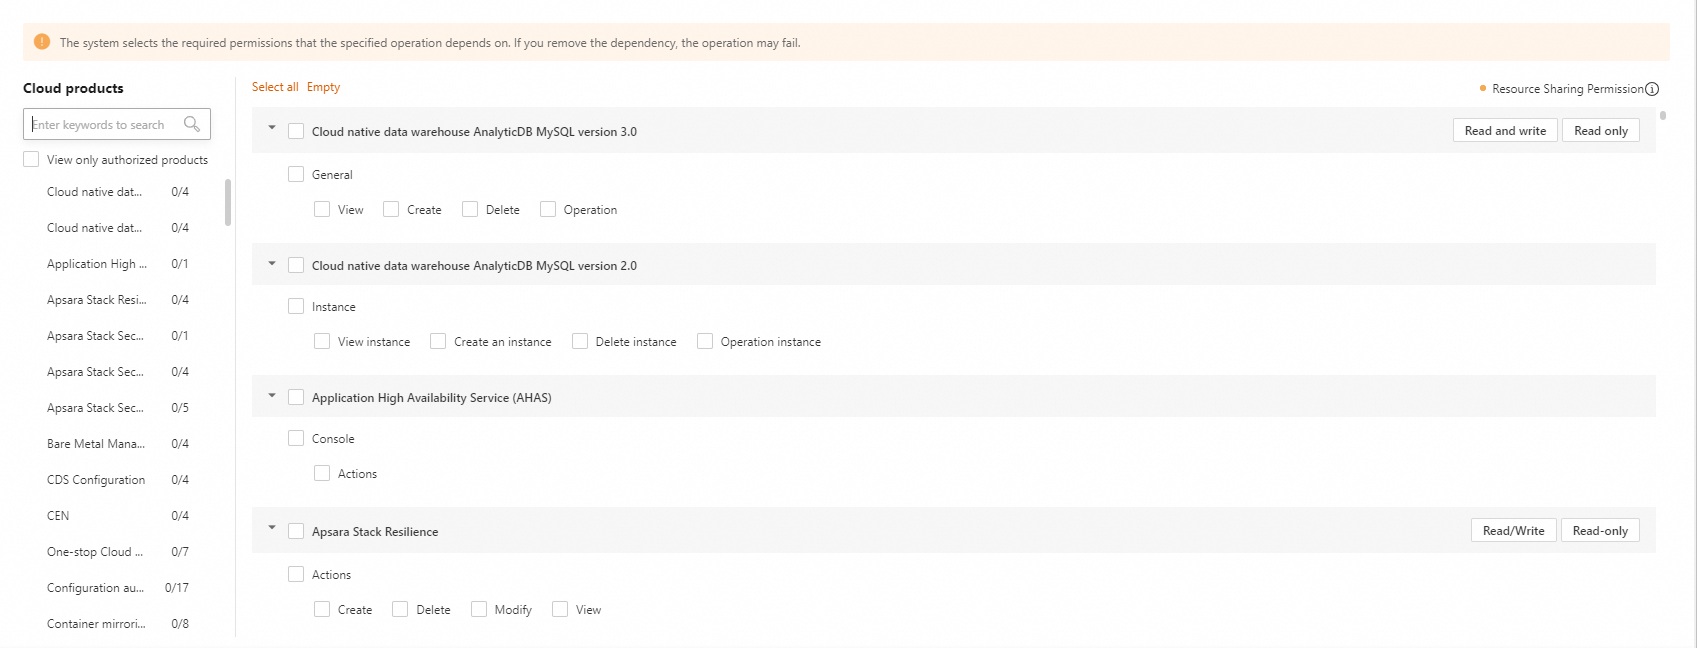 The system selects the required permissions that the specified operation depends on. If you remove the dependency, the operation may fail.
Cloud products
Enter keywords to search
View only authorized products
Cloud native dat... 0/4
Cloud native dat... 0/4
Application High ... 0/1
Apsara Stack Resi... 0/4
Apsara Stack Sec... 0/1
Apsara Stack Sec... 0/4
Apsara Stack Sec... 0/5
Bare Metal Mana... 0/4
CDS Configuration 0/4
CEN 0/4
One-stop Cloud ... 0/7
Configuration au... 0/17
Container mirrori... 0/8
Select all Empty
Resource Sharing Permission
Cloud native data warehouse AnalyticDB MySQL version 3.0 Read and write Read only
General
View Create Delete Operation
Cloud native data warehouse AnalyticDB MySQL version 2.0
Instance
View instance Create an instance Delete instance Operation instance
Application High Availability Service (AHAS)
Console
Actions
Apsara Stack Resilience Read/Write Read-only
Actions
Create Delete Modify View